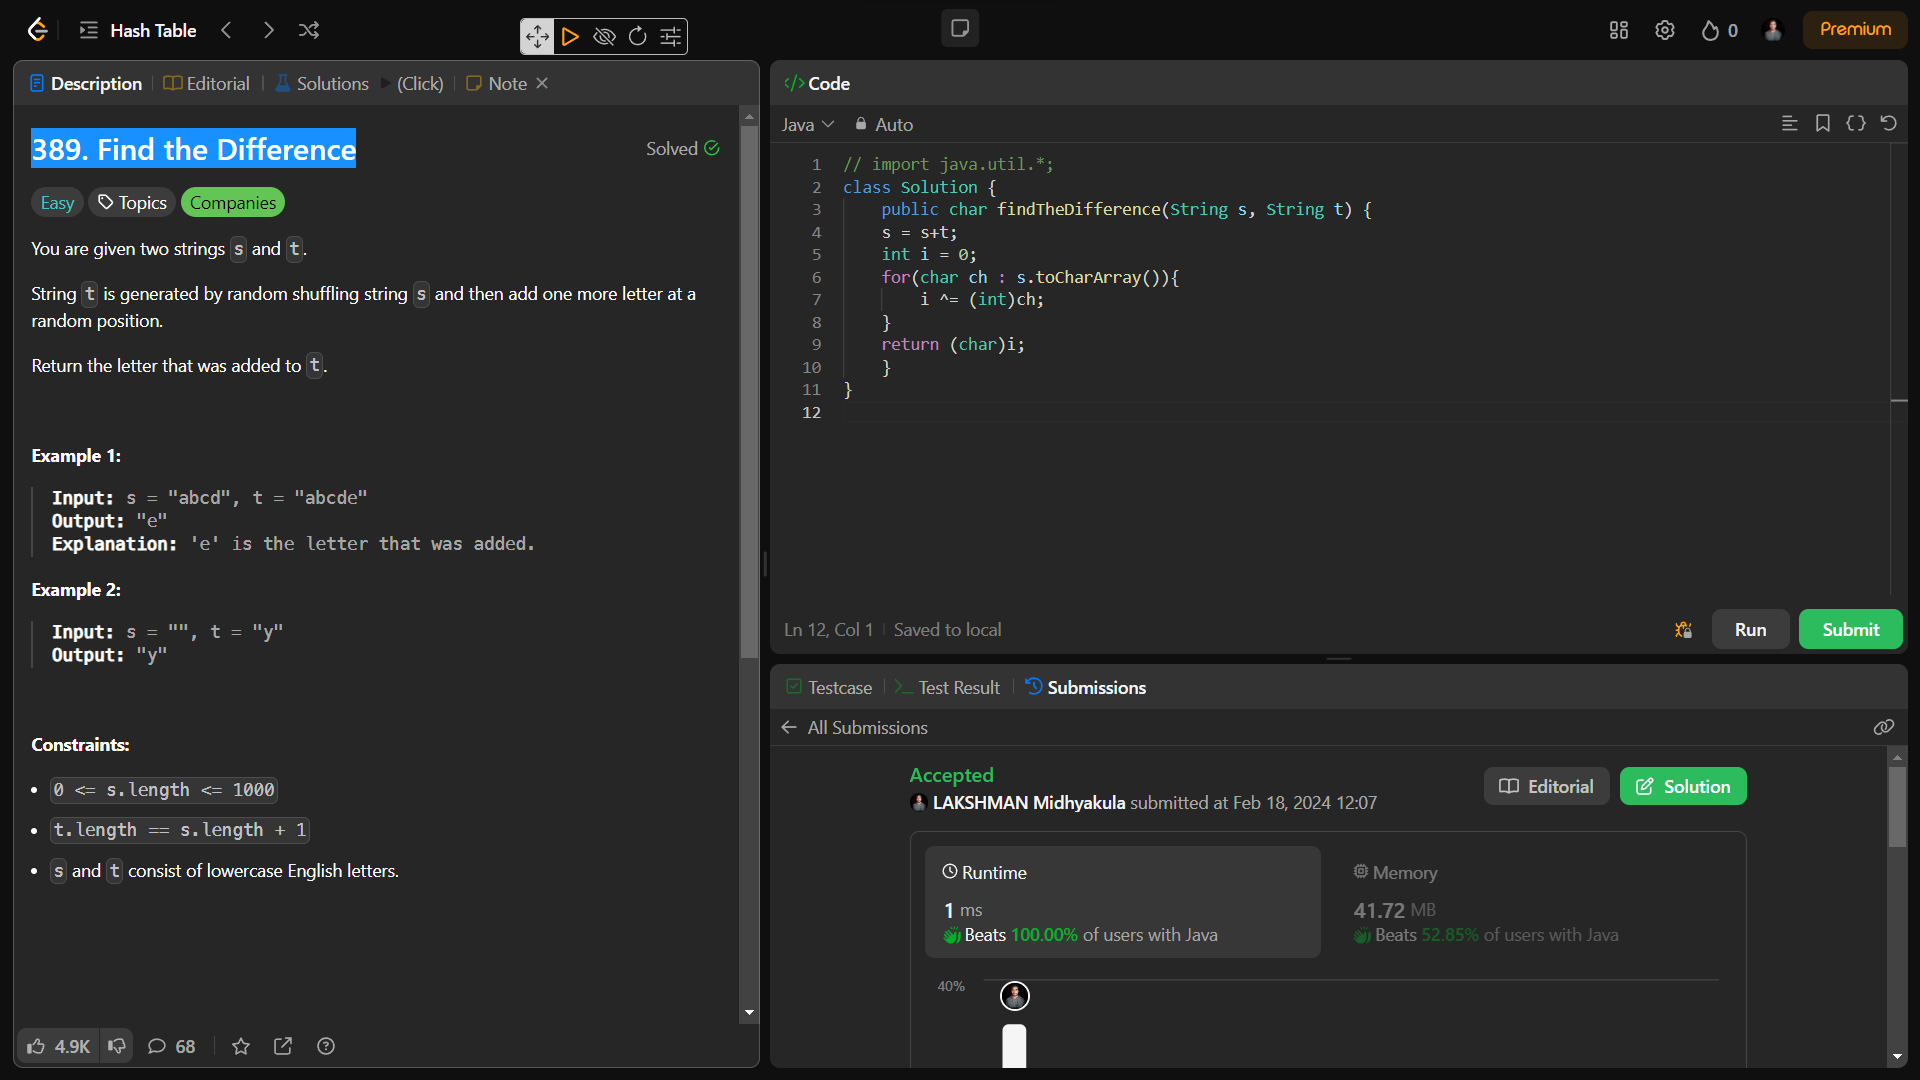 Hash Table
0
Premium
Description
Editorial
Solutions
(Click)
Note
389. Find the Difference
Solved
Easy
Topics
Companies
You are given two strings s and t.
String t is generated by random shuffling string s and then add one more letter at a
random position.
Return the letter that was added to t.
Example 1:
Input: s = "abcd", t = "abcde"
Output: "e"
Explanation: 'e' is the letter that was added.
Example 2:
Input: s = "", t = "y"
Output: "y"
Constraints:
• 0 <= s.length <= 1000
• t.length == s.length + 1
• s and t consist of lowercase English letters.
4.9K
68
</> Code
Java
Auto
1 // import java.util.*;
2 class Solution {
3 public char findTheDifference(String s, String t) {
4 s = s+t;
5 int i = 0;
6 for(char ch : s.toCharArray()){
7 i ^= (int)ch;
8 }
9 return (char)i;
10 }
11 }
12
Ln 12, Col 1
Saved to local
Run
Submit
Testcase
Test Result
Submissions
All Submissions
Accepted
LAKSHMAN Midhyakula submitted at Feb 18, 2024 12:07
Editorial
Solution
Runtime
1 ms
Beats 100.00% of users with Java
Memory
41.72 MB
Beats 52.85% of users with Java
40%